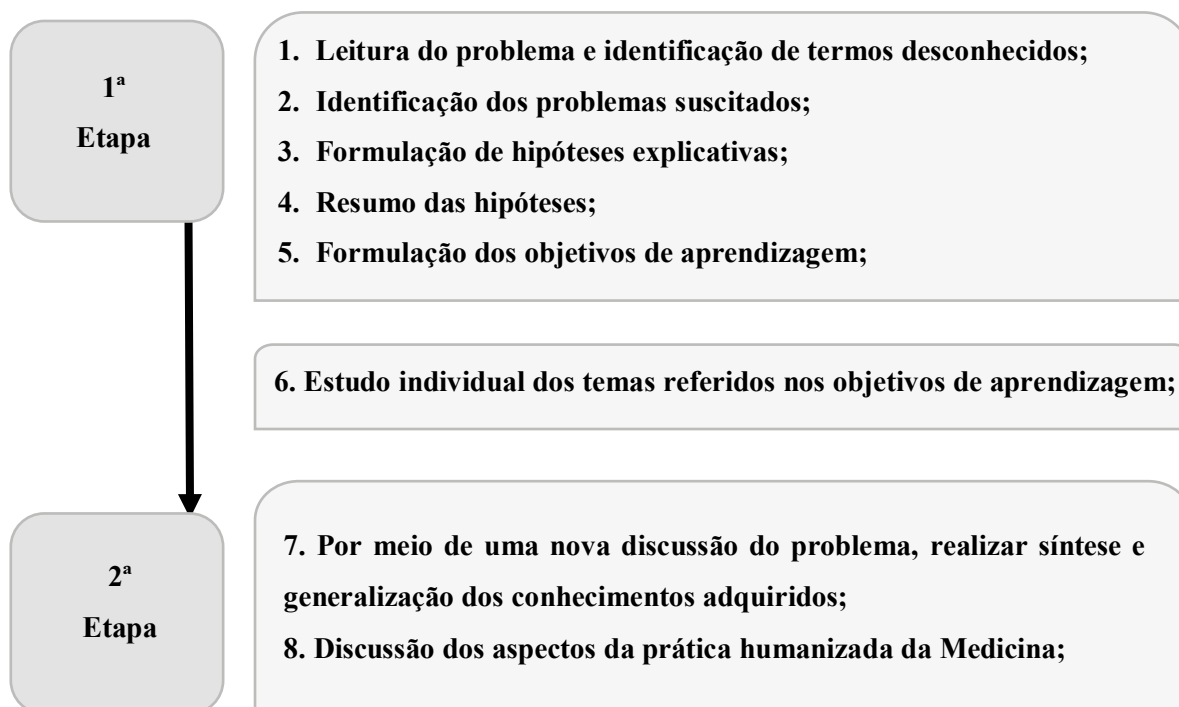 1ª
Etapa
1. Leitura do problema e identificação de termos desconhecidos;
2. Identificação dos problemas suscitados;
3. Formulação de hipóteses explicativas;
4. Resumo das hipóteses;
5. Formulação dos objetivos de aprendizagem;
6. Estudo individual dos temas referidos nos objetivos de aprendizagem;
2ª
Etapa
7. Por meio de uma nova discussão do problema, realizar síntese e
generalização dos conhecimentos adquiridos;
8. Discussão dos aspectos da prática humanizada da Medicina;